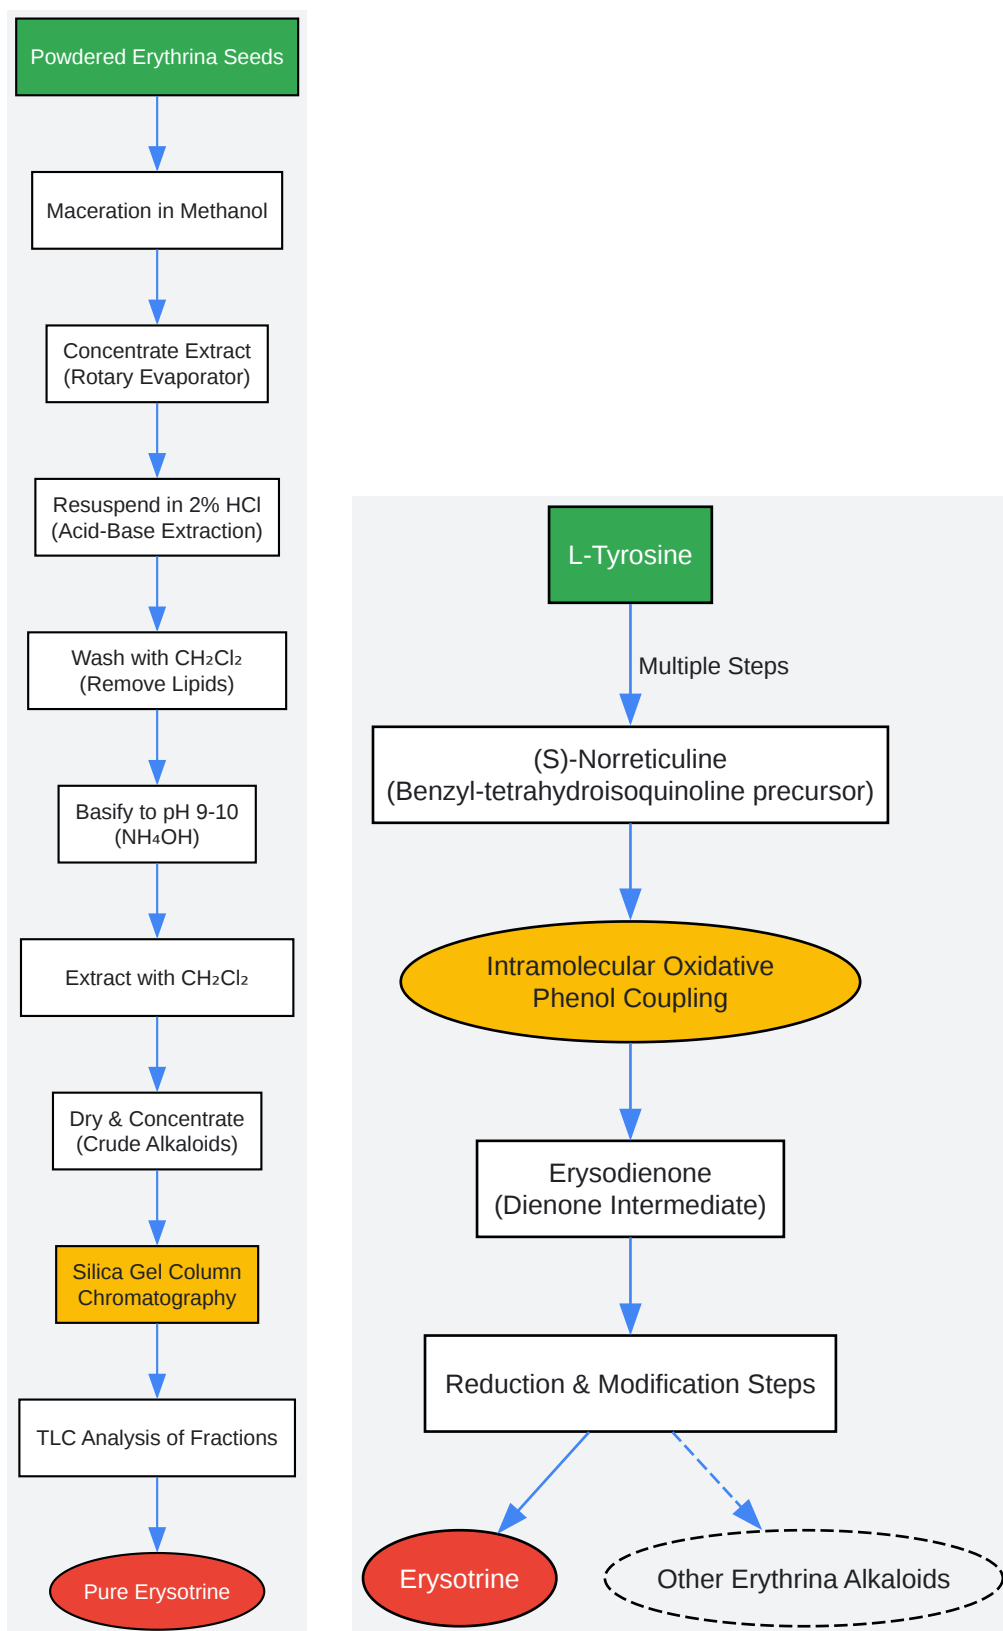 Powdered Erythrina Seeds
Maceration in Methanol
Concentrate Extract
(Rotary Evaporator)
Resuspend in 2% HCl
(Acid-Base Extraction)
Wash with CH₂Cl₂
(Remove Lipids)
Basify to pH 9-10
(NH₄OH)
Extract with CH₂Cl₂
Dry & Concentrate
(Crude Alkaloids)
Silica Gel Column
Chromatography
TLC Analysis of Fractions
Pure Erysotrine
L-Tyrosine
Multiple Steps
(S)-Norreticuline
(Benzyl-tetrahydroisoquinoline precursor)
Intramolecular Oxidative
Phenol Coupling
Erysodienone
(Dienone Intermediate)
Reduction & Modification Steps
Erysotrine
Other Erythrina Alkaloids